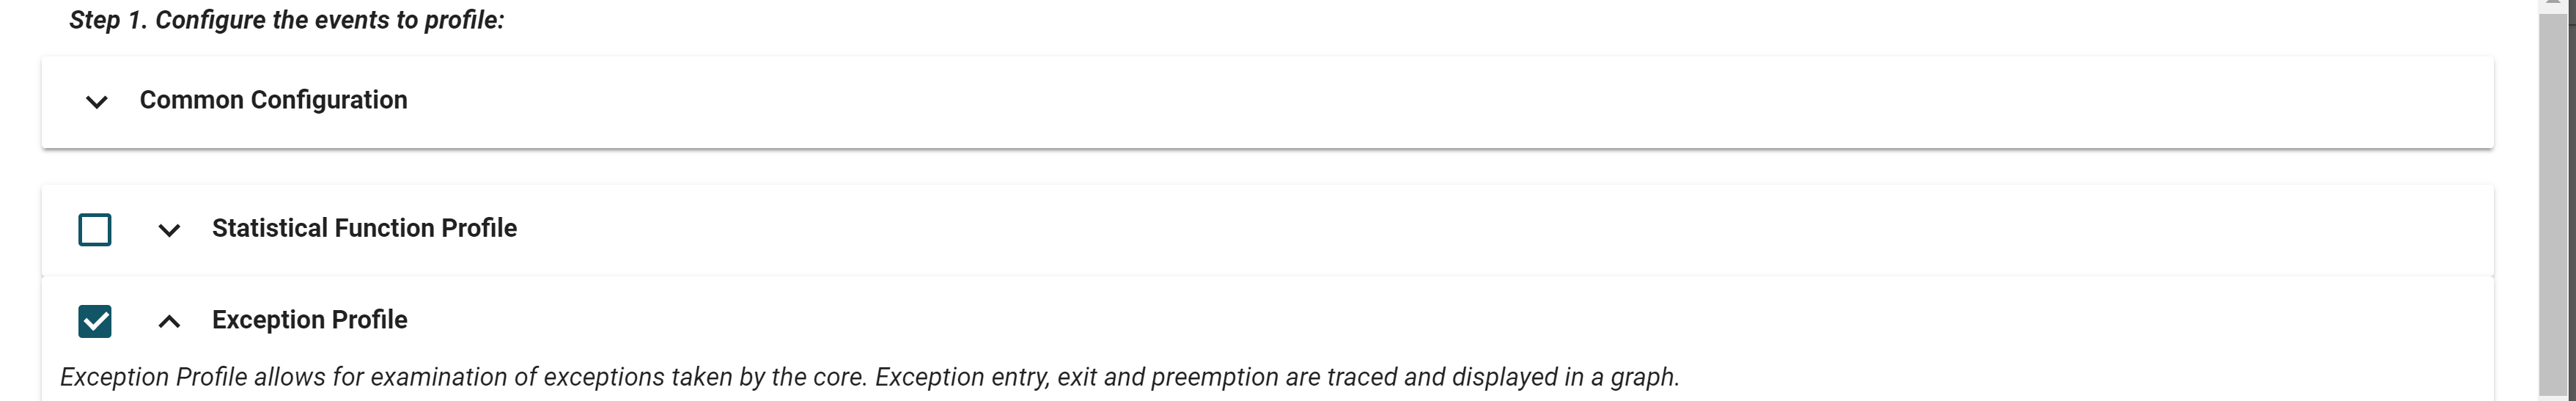 Step 1. Configure the events to profile:
Common Configuration
Statistical Function Profile
Exception Profile
Exception Profile allows for examination of exceptions taken by the core. Exception entry, exit and preemption are traced and displayed in a graph.